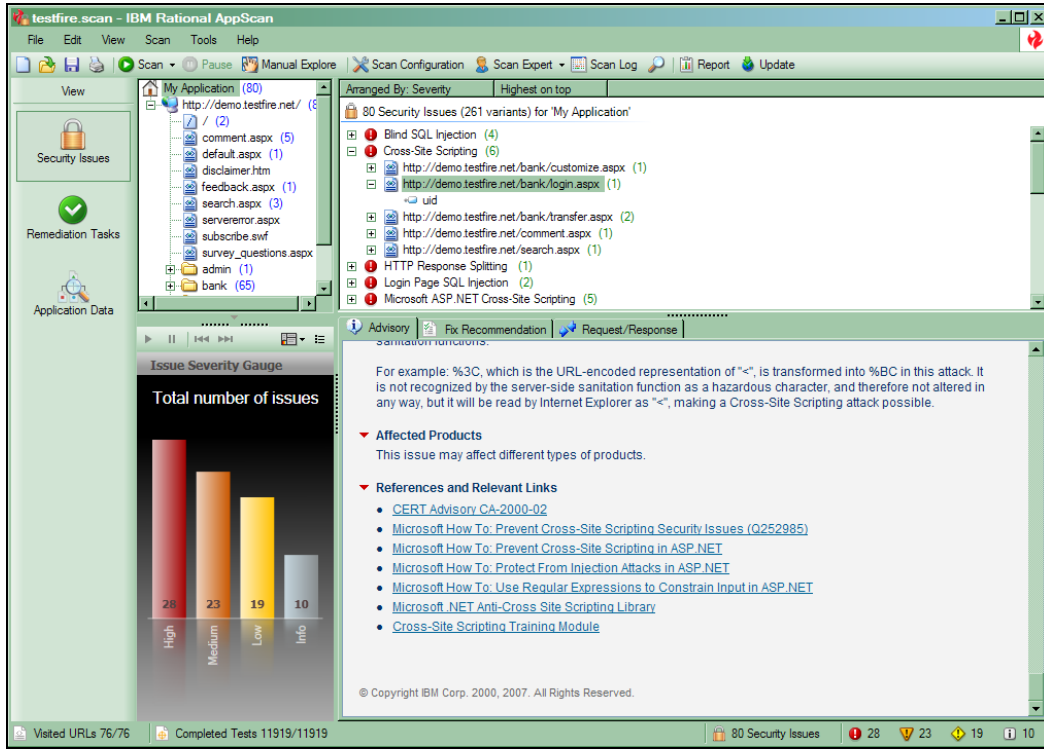 testfire.scan - IBM Rational AppScan
File Edit View Scan Tools Help
Scan Pause Manual Explore Scan Configuration Scan Expert Scan Log Report Update
View
Security Issues
Remediation Tasks
Application Data
My Application (80)
http://demo.testfire.net/ (8
/ (2)
comment.aspx (5)
default.aspx (1)
disclaimer.htm
feedback.aspx (1)
search.aspx (3)
servererror.aspx
subscribe.swf
survey_questions.aspx
admin (1)
bank (65)
Issue Severity Gauge
Total number of issues
28 23 19 10
High Medium Low Info
Arranged By: Severity Highest on top
80 Security Issues (261 variants) for 'My Application'
Blind SQL Injection (4)
Cross-Site Scripting (6)
http://demo.testfire.net/bank/customize.aspx (1)
http://demo.testfire.net/bank/login.aspx (1)
uid
http://demo.testfire.net/bank/transfer.aspx (2)
http://demo.testfire.net/comment.aspx (1)
http://demo.testfire.net/search.aspx (1)
HTTP Response Splitting (1)
Login Page SQL Injection (2)
Microsoft ASP.NET Cross-Site Scripting (5)
Advisory Fix Recommendation Request/Response
sanitation functions.
For example: %3C, which is the URL-encoded representation of "<", is transformed into %BC in this attack. It
is not recognized by the server-side sanitation function as a hazardous character, and therefore not altered in
any way, but it will be read by Internet Explorer as "<", making a Cross-Site Scripting attack possible.
Affected Products
This issue may affect different types of products.
References and Relevant Links
CERT Advisory CA-2000-02
Microsoft How To: Prevent Cross-Site Scripting Security Issues (Q252985)
Microsoft How To: Prevent Cross-Site Scripting in ASP.NET
Microsoft How To: Protect From Injection Attacks in ASP.NET
Microsoft How To: Use Regular Expressions to Constrain Input in ASP.NET
Microsoft .NET Anti-Cross Site Scripting Library
Cross-Site Scripting Training Module
© Copyright IBM Corp. 2000, 2007. All Rights Reserved.
Visited URLs 76/76 Completed Tests 11919/11919 80 Security Issues 28 23 19 10